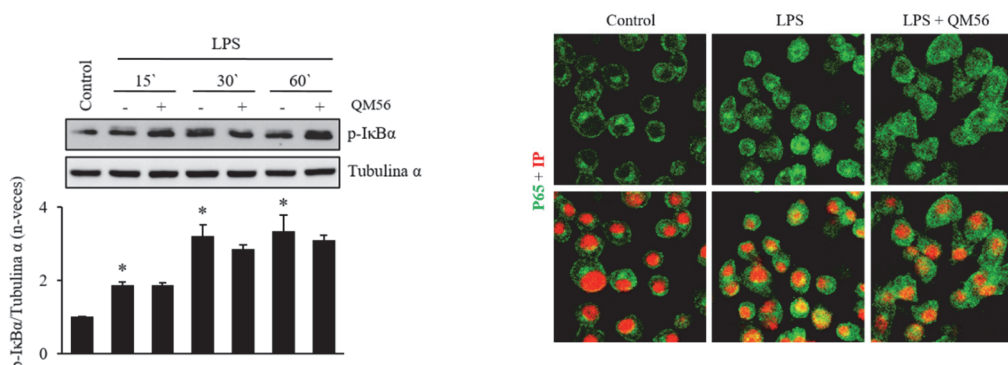 LPS
Control
15` 30` 60`
- + - + - + QM56
p-IκBα
Tubulina α
p-IκBα/Tubulina α (n-veces)
4
2
0
* * *
Control LPS LPS + QM56
P65 + IP